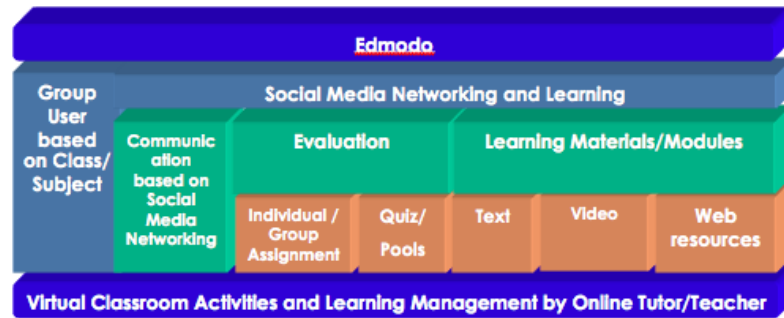 Edmodo
Group
User
based
on Class/
Subject
Social Media Networking and Learning
Communic
ation
based on
Social
Media
Networking
Evaluation
Learning Materials/Modules
Individual /
Group
Assignment
Quiz/
Pools
Text
Video
Web
resources
Virtual Classroom Activities and Learning Management by Online Tutor/Teacher